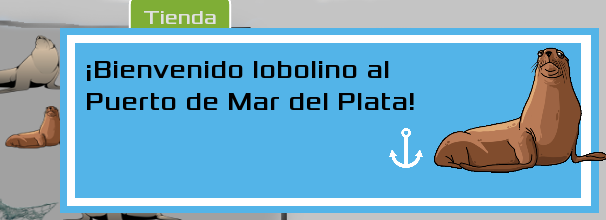 Tienda
¡Bienvenido lobolino al
Puerto de Mar del Plata!